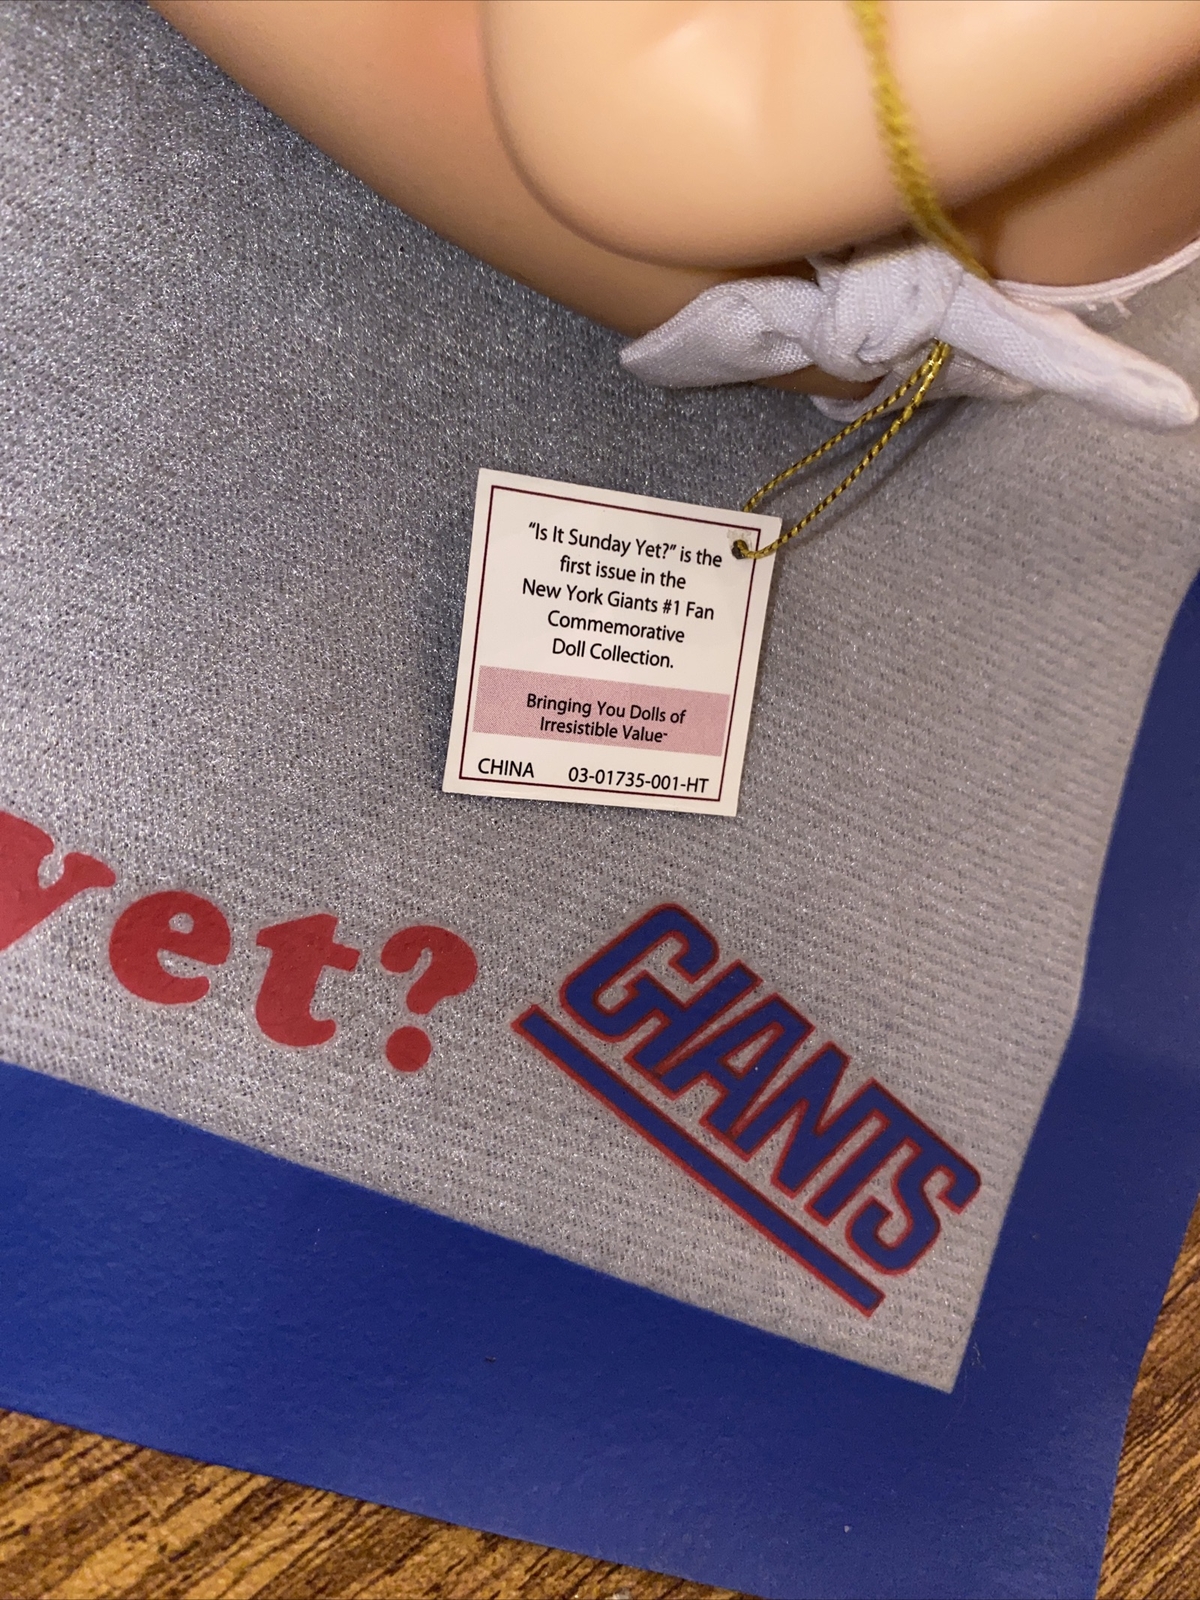 "Is It Sunday Yet?" is the
first issue in the
New York Giants #1 Fan
Commemorative
Doll Collection.
Bringing You Dolls of
Irresistible Value™
CHINA 03-01735-001-HT
yet?
GIANTS